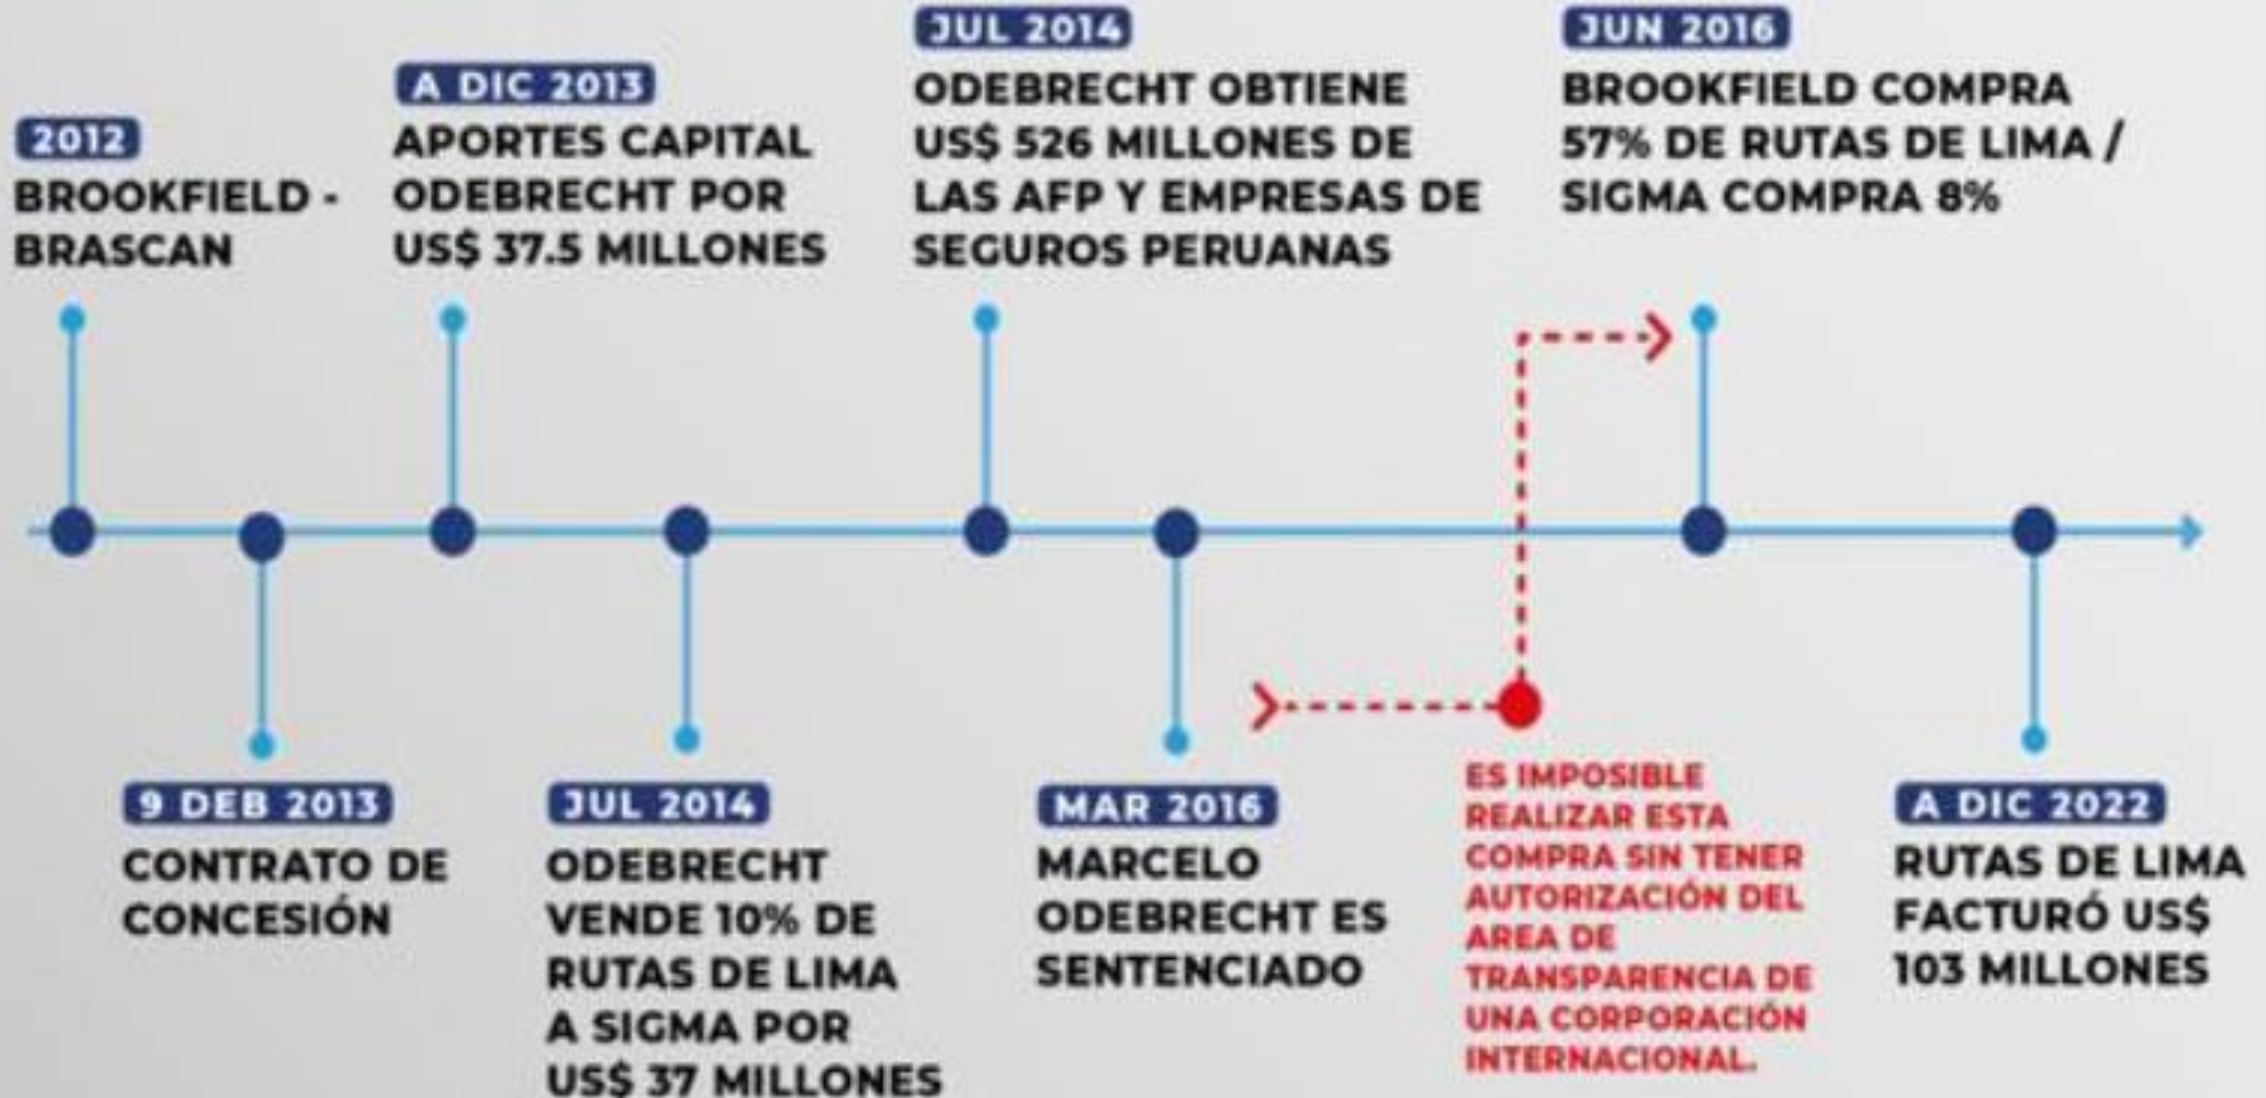 2012
BROOKFIELD -
BRASCAN
A DIC 2013
APORTES CAPITAL
ODEBRECHT POR
US$ 37.5 MILLONES
JUL 2014
ODEBRECHT OBTIENE
US$ 526 MILLONES DE
LAS AFP Y EMPRESAS DE
SEGUROS PERUANAS
JUN 2016
BROOKFIELD COMPRA
57% DE RUTAS DE LIMA /
SIGMA COMPRA 8%
9 DEB 2013
CONTRATO DE
CONCESIÓN
JUL 2014
ODEBRECHT
VENDE 10% DE
RUTAS DE LIMA
A SIGMA POR
US$ 37 MILLONES
MAR 2016
MARCELO
ODEBRECHT ES
SENTENCIADO
ES IMPOSIBLE
REALIZAR ESTA
COMPRA SIN TENER
AUTORIZACIÓN DEL
AREA DE
TRANSPARENCIA DE
UNA CORPORACIÓN
INTERNACIONAL.
A DIC 2022
RUTAS DE LIMA
FACTURÓ US$
103 MILLONES